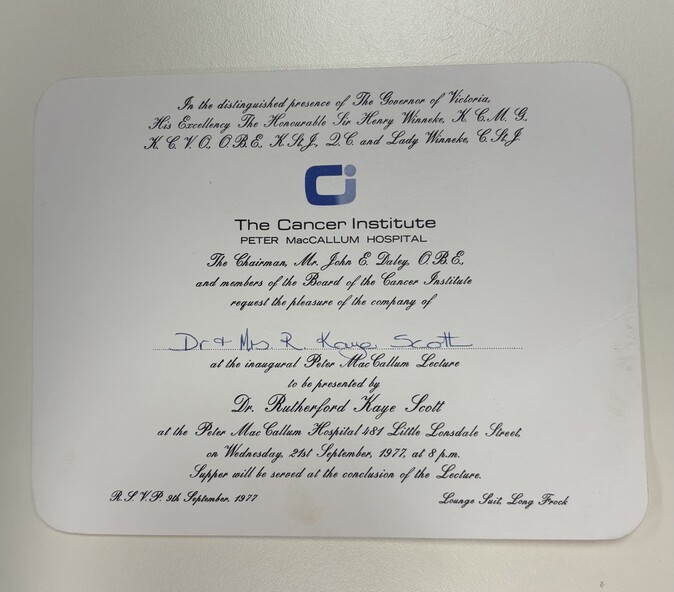 In the distinguished presence of The Governor of Victoria,
His Excellency The Honourable Sir Henry Winneke, K.C.M.G.
K.C.V.O., O.B.E., K.St.J., Q.C. and Lady Winneke, C.St.J.
Ci
The Cancer Institute
PETER MacCALLUM HOSPITAL
The Chairman, Mr. John E. Daley, O.B.E.,
and members of the Board of the Cancer Institute
request the pleasure of the company of
Dr & Mrs. R. Kaye Scott
at the inaugural Peter MacCallum Lecture
to be presented by
Dr. Rutherford Kaye Scott
at the Peter MacCallum Hospital 481 Little Lonsdale Street,
on Wednesday, 21st September, 1977, at 8 p.m.
Supper will be served at the conclusion of the Lecture.
R.S.V.P. 9th September, 1977
Lounge Suit, Long Frock